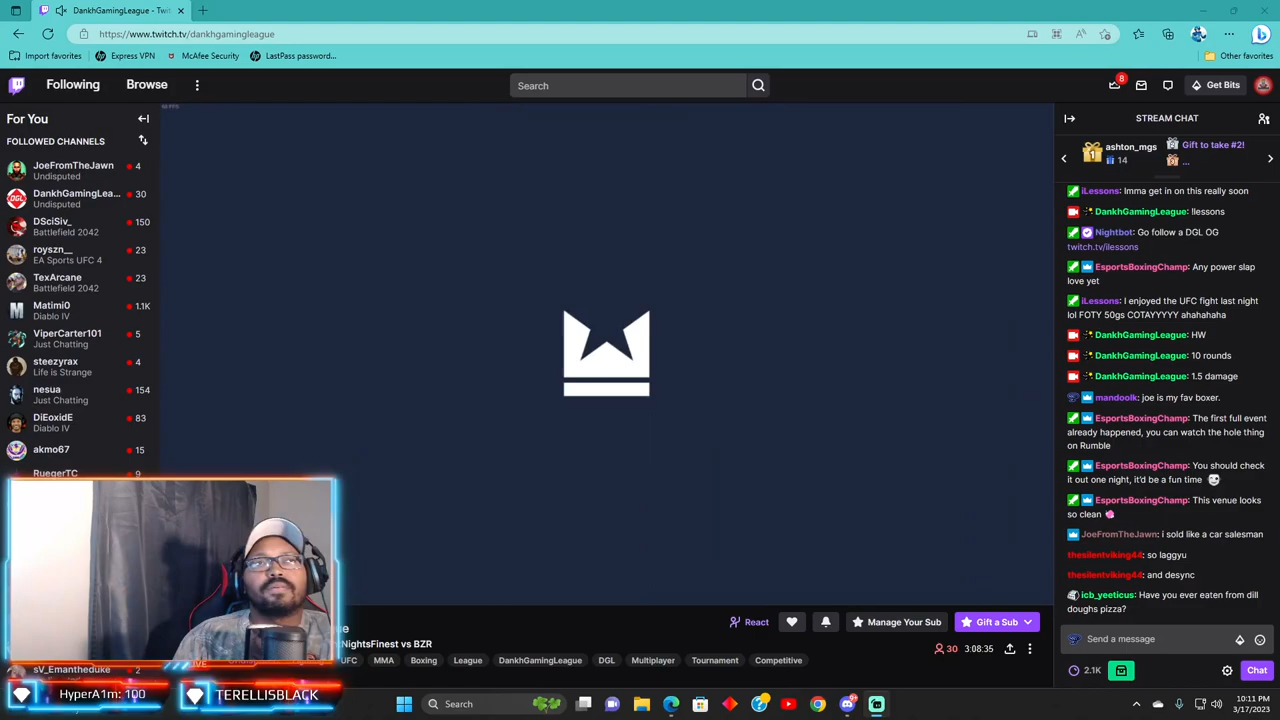 DankhGamingLeague - Twit
https://www.twitch.tv/dankhgamingleague
Import favorites
Express VPN
McAfee Security
LastPass password...
Other favorites
Following
Browse
Search
8
Get Bits
For You
FOLLOWED CHANNELS
JoeFromTheJawn
4
Undisputed
DankhGamingLea...
30
Undisputed
DSciSiv_
150
Battlefield 2042
royszn__
23
EA Sports UFC 4
TexArcane
23
Battlefield 2042
Matimi0
1.1K
Diablo IV
ViperCarter101
5
Just Chatting
steezyrax
4
Life is Strange
nesua
154
Just Chatting
DiEoxidE
83
Diablo IV
akmo67
15
RuegerTC
9
sV_Emantheduke
2
HyperA1m: 100
TERELLISBLACK
NightsFinest vs BZR
UFC
MMA
Boxing
League
DankhGamingLeague
DGL
Multiplayer
Tournament
Competitive
React
Manage Your Sub
Gift a Sub
30
3:08:35
STREAM CHAT
1
ashton_mgs
14
Gift to take #2!
...
iLessons: Imma get in on this really soon
DankhGamingLeague: !lessons
Nightbot: Go follow a DGL OG
twitch.tv/ilessons
EsportsBoxingChamp: Any power slap
love yet
iLessons: I enjoyed the UFC fight last night
lol FOTY 50gs COTAYYYYY ahahahaha
DankhGamingLeague: HW
DankhGamingLeague: 10 rounds
DankhGamingLeague: 1.5 damage
mandoolk: joe is my fav boxer.
EsportsBoxingChamp: The first full event
already happened, you can watch the hole thing
on Rumble
EsportsBoxingChamp: You should check
it out one night, it'd be a fun time
EsportsBoxingChamp: This venue looks
so clean
JoeFromTheJawn: i sold like a car salesman
thesilentviking44: so laggyu
thesilentviking44: and desync
icb_yeeticus: Have you ever eaten from dill
doughs pizza?
Send a message
2.1K
Chat
Search
10:11 PM
3/17/2023